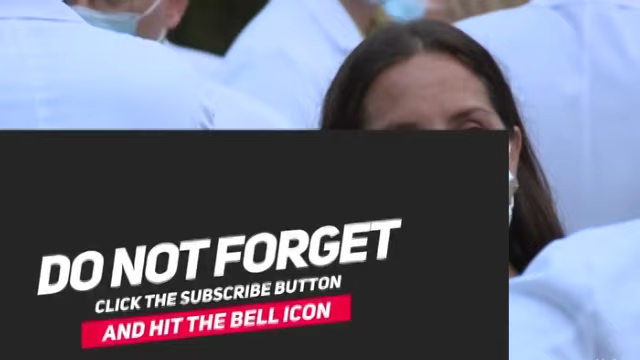 DO NOT FORGET
CLICK THE SUBSCRIBE BUTTON
AND HIT THE BELL ICON